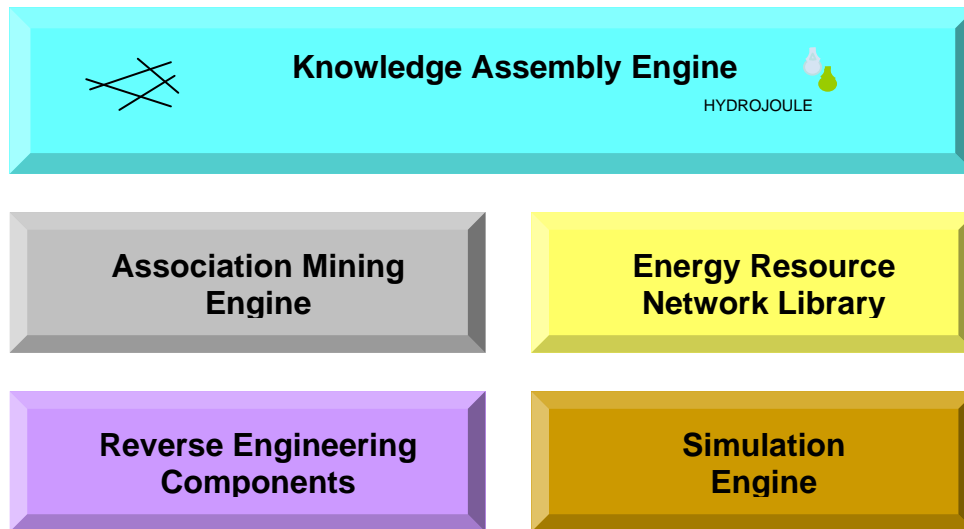 Knowledge Assembly Engine
HYDROJOULE
Association Mining
Engine
Energy Resource
Network Library
Reverse Engineering
Components
Simulation
Engine